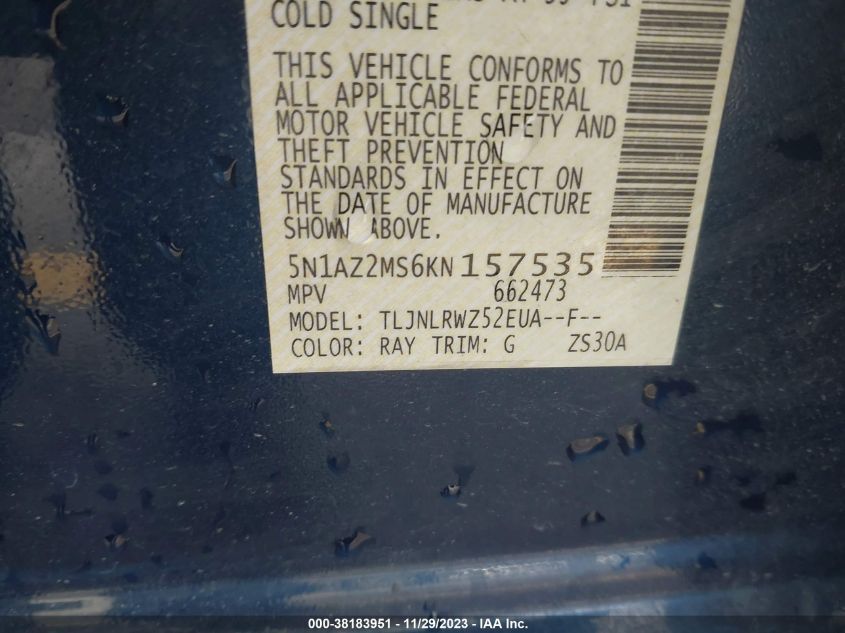 COLD SINGLE
THIS VEHICLE CONFORMS TO
ALL APPLICABLE FEDERAL
MOTOR VEHICLE SAFETY AND
THEFT PREVENTION
STANDARDS IN EFFECT ON
THE DATE OF MANUFACTURE
SHOWN ABOVE.
5N1AZ2MS6KN 157535
MPV 662473
MODEL: TLJNLRWZ52EUA--F--
COLOR: RAY TRIM: G ZS30A
000-38183951 - 11/29/2023 - IAA Inc.